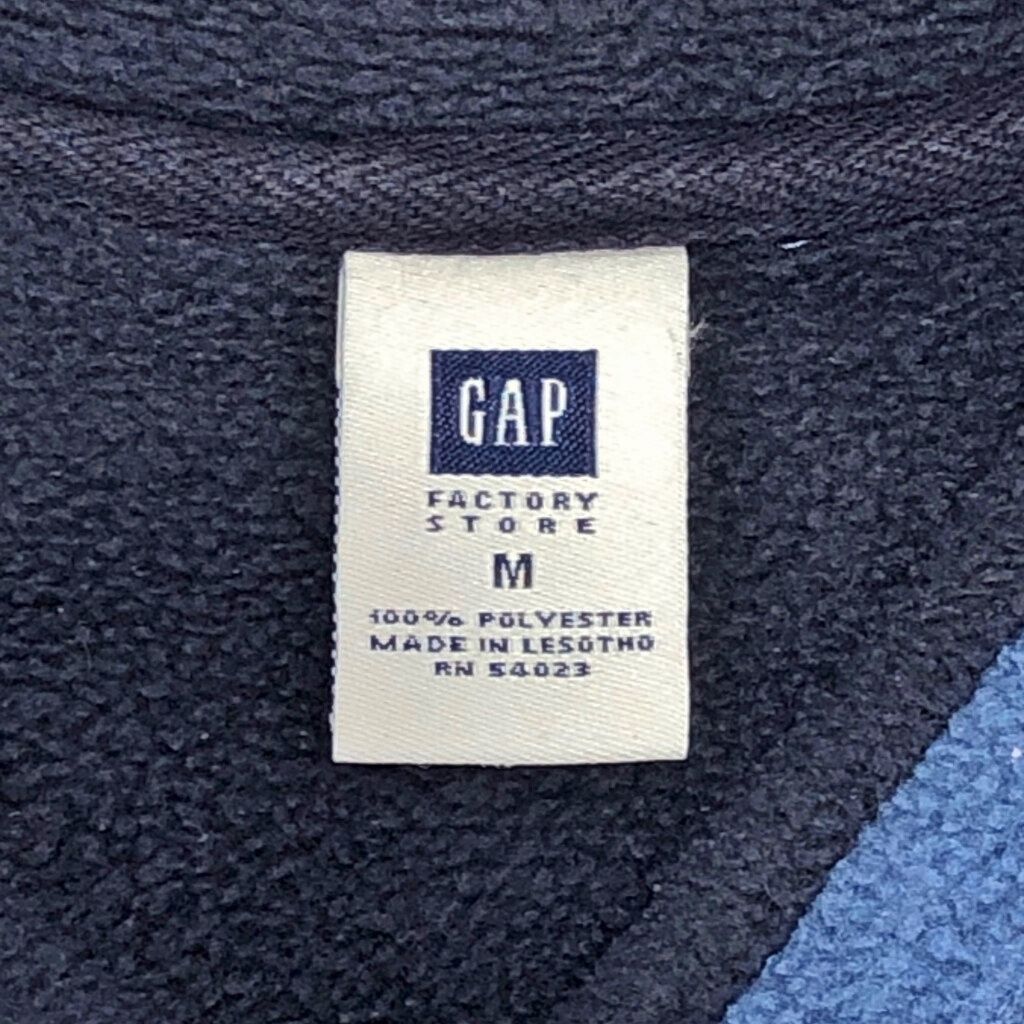 GAP
FACTORY
STORE
M
100% POLYESTER
MADE IN LESOTHO
RN 54023